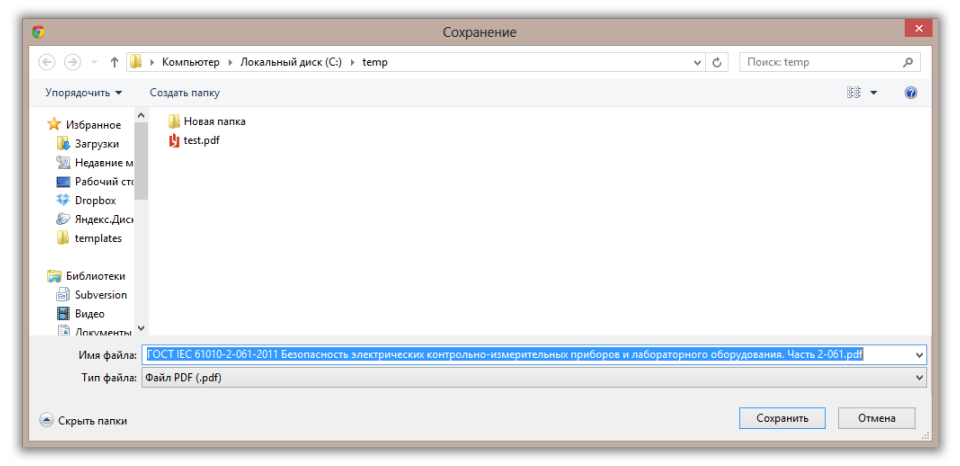 Сохранение
Компьютер Локальный диск (C:) temp
Поиск: temp
Упорядочить Создать папку
Избранное
Загрузки
Недавние м
Рабочий сто
Dropbox
Яндекс.Диск
templates
Библиотеки
Subversion
Видео
Документы
Новая папка
test.pdf
Имя файла: ГОСТ IEC 61010-2-061-2011 Безопасность электрических контрольно-измерительных приборов и лабораторного оборудования. Часть 2-061.pdf
Тип файла: Файл PDF (.pdf)
Скрыть папки
Сохранить Отмена